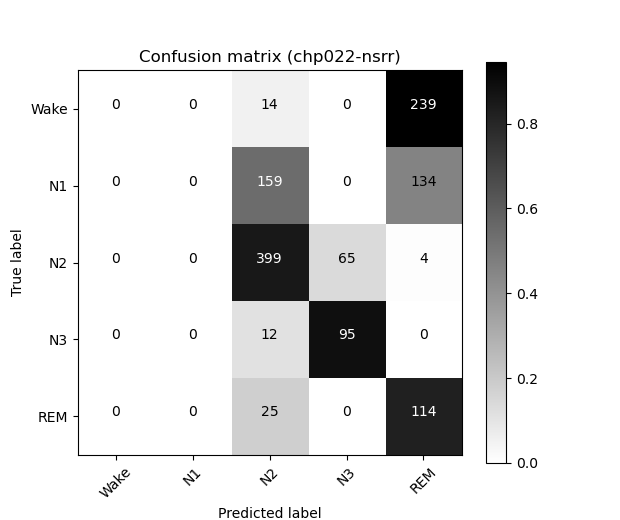 Confusion matrix (chp022-nsrr)
Wake 0 0 14 0 239
N1 0 0 159 0 134
N2 0 0 399 65 4
N3 0 0 12 95 0
REM 0 0 25 0 114
Wake N1 N2 N3 REM
True label
Predicted label
0.8
0.6
0.4
0.2
0.0